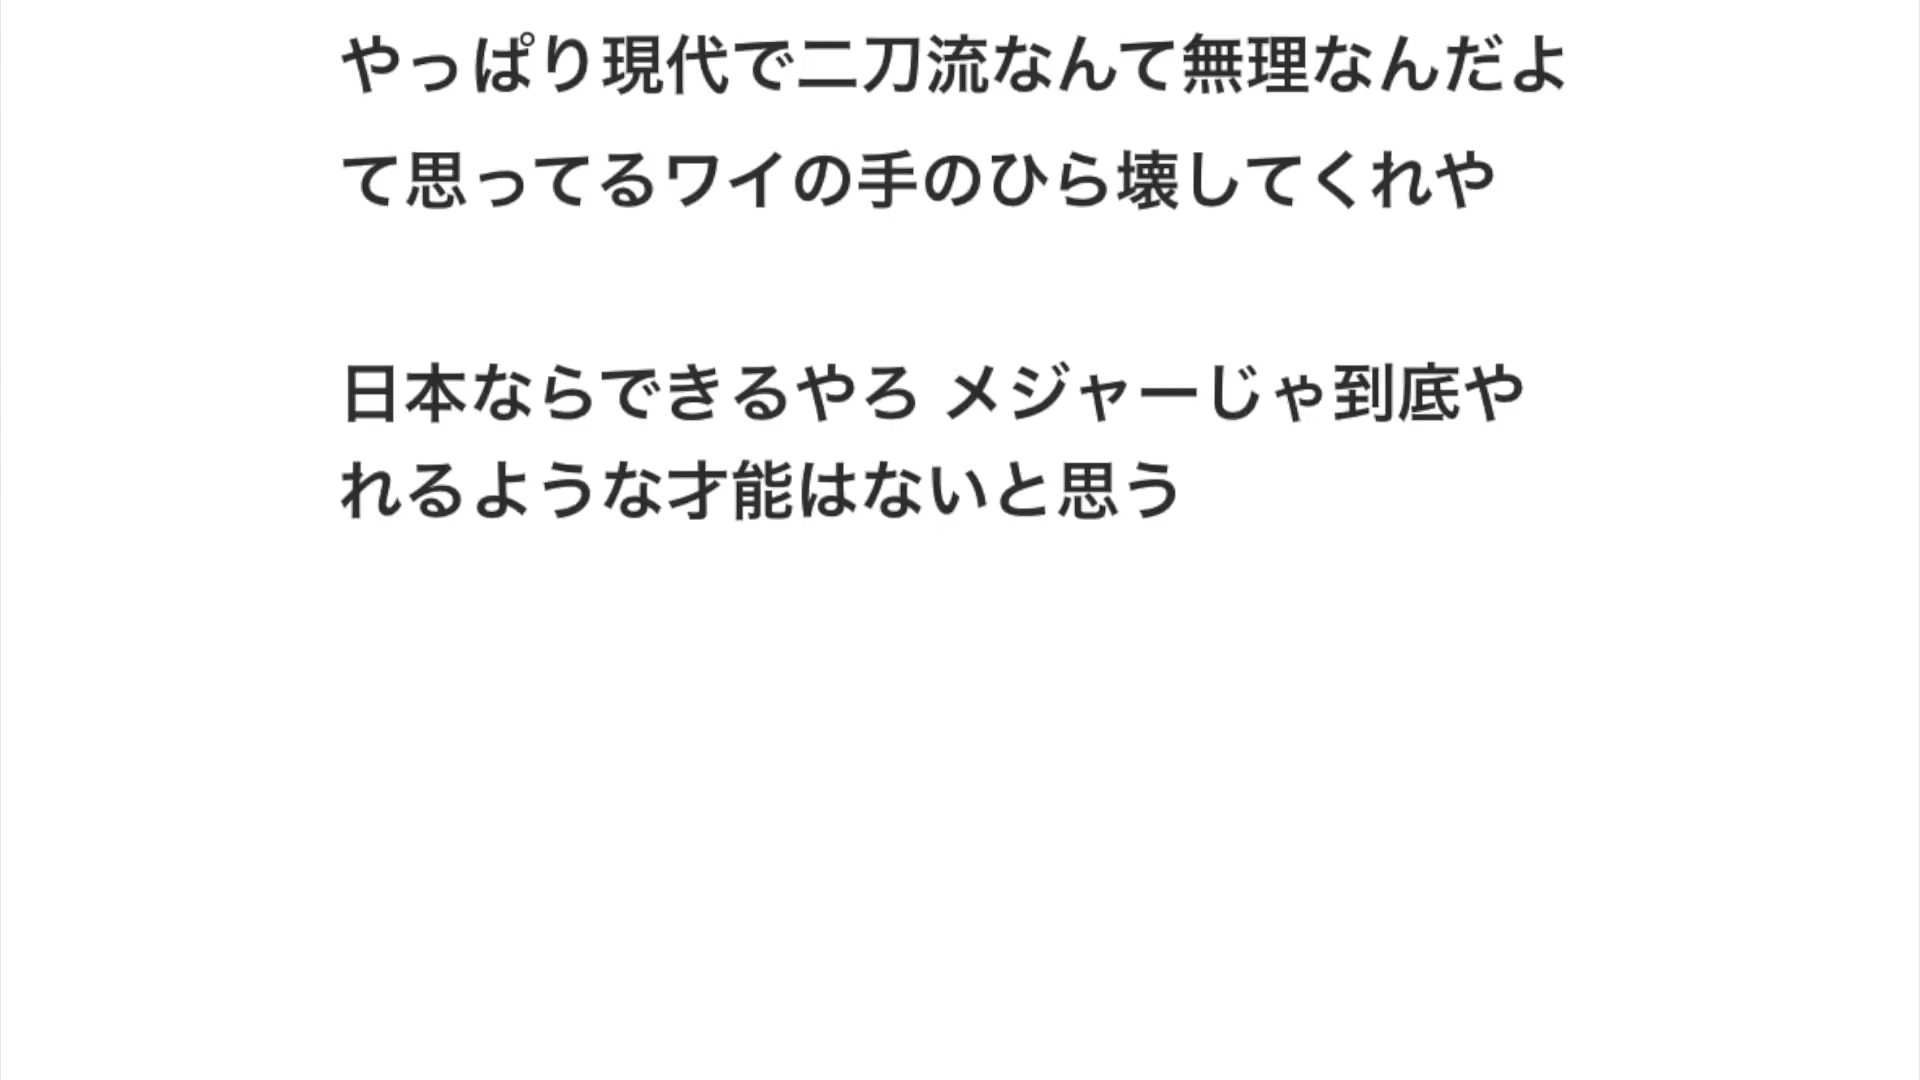 やっぱり現代で二刀流なんて無理なんだよ
て思ってるワイの手のひら壊してくれや
日本ならできるやろ メジャーじゃ到底や
れるような才能はないと思う